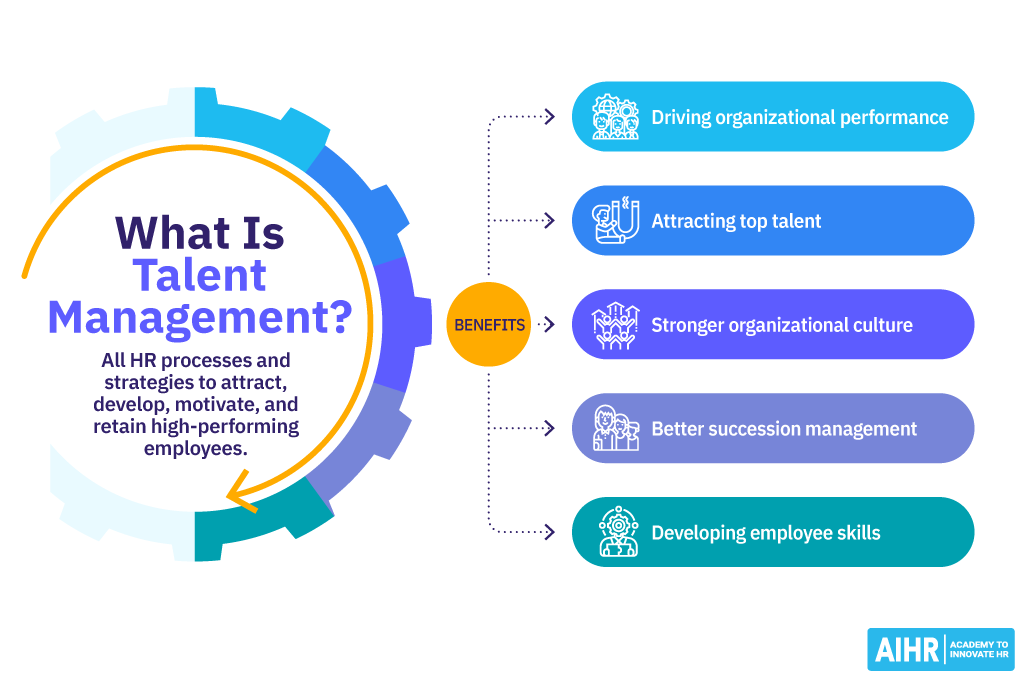 What Is
Talent
Management?
All HR processes and
strategies to attract,
develop, motivate, and
retain high-performing
employees.
BENEFITS
Driving organizational performance
Attracting top talent
Stronger organizational culture
Better succession management
Developing employee skills
AIHR
ACADEMY TO
INNOVATE HR